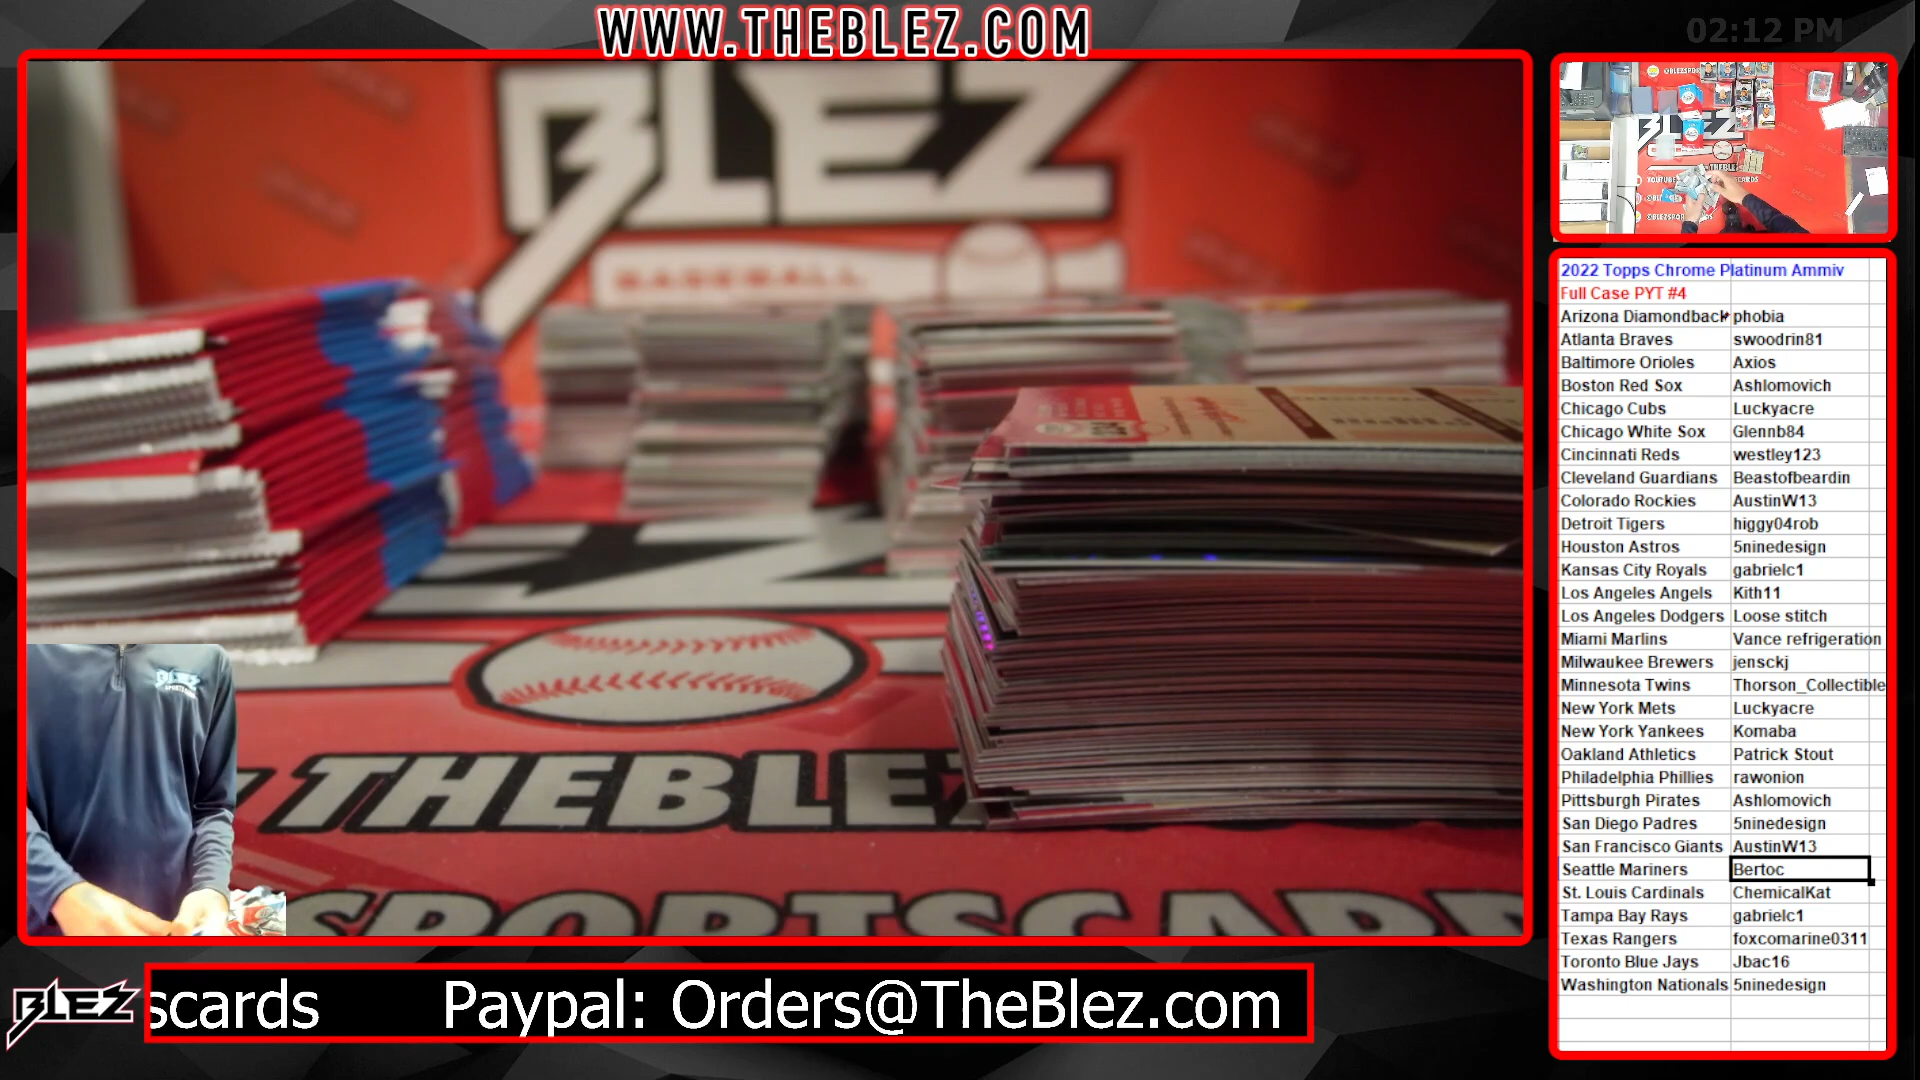 WWW.THEBLEZ.COM
02:12 PM
BLEZ
BASEBALL
THEBLEZ
SPORTSCARD
2022 Topps Chrome Platinum Ammiv
Full Case PYT #4
Arizona Diamondback phobia
Atlanta Braves swoodrin81
Baltimore Orioles Axios
Boston Red Sox Ashlomovich
Chicago Cubs Luckyacre
Chicago White Sox Glennb84
Cincinnati Reds westley123
Cleveland Guardians Beastofbeardin
Colorado Rockies AustinW13
Detroit Tigers higgy04rob
Houston Astros 5ninedesign
Kansas City Royals gabrielc1
Los Angeles Angels Kith11
Los Angeles Dodgers Loose stitch
Miami Marlins Vance refrigeration
Milwaukee Brewers jensckj
Minnesota Twins Thorson_Collectible
New York Mets Luckyacre
New York Yankees Komaba
Oakland Athletics Patrick Stout
Philadelphia Phillies rawonion
Pittsburgh Pirates Ashlomovich
San Diego Padres 5ninedesign
San Francisco Giants AustinW13
Seattle Mariners Bertoc
St. Louis Cardinals ChemicalKat
Tampa Bay Rays gabrielc1
Texas Rangers foxcomarine0311
Toronto Blue Jays Jbac16
Washington Nationals 5ninedesign
BLEZ
scards Paypal: Orders@TheBlez.com